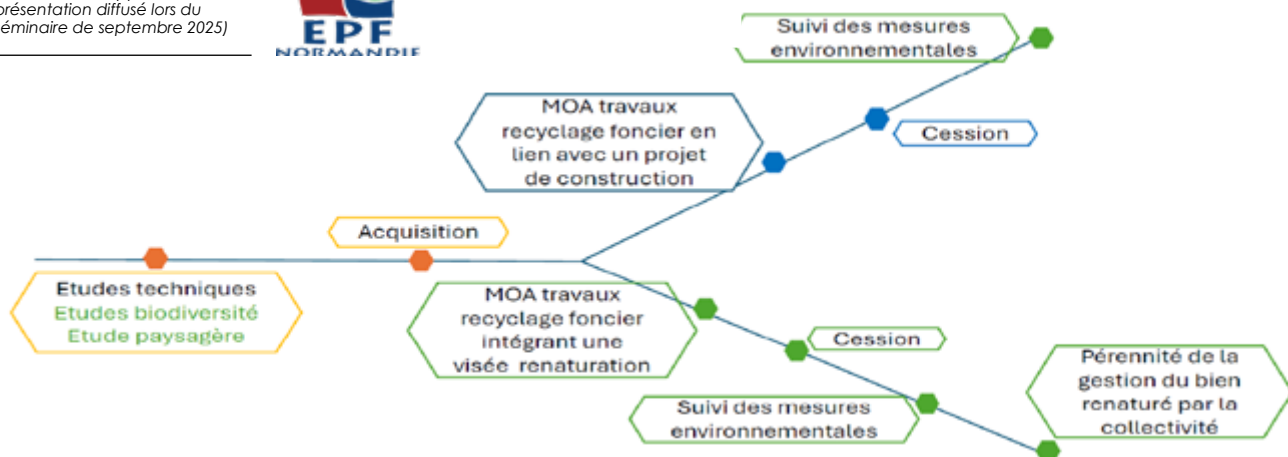 présentation diffusé lors du
séminaire de septembre 2025)
EPF
NORMANDIE
Suivi des mesures
environnementales
MOA travaux
recyclage foncier en
lien avec un projet
de construction
Cession
Acquisition
Etudes techniques
Etudes biodiversité
Etude paysagère
MOA travaux
recyclage foncier
intégrant une
visée renaturation
Cession
Suivi des mesures
environnementales
Pérennité de la
gestion du bien
renaturé par la
collectivité